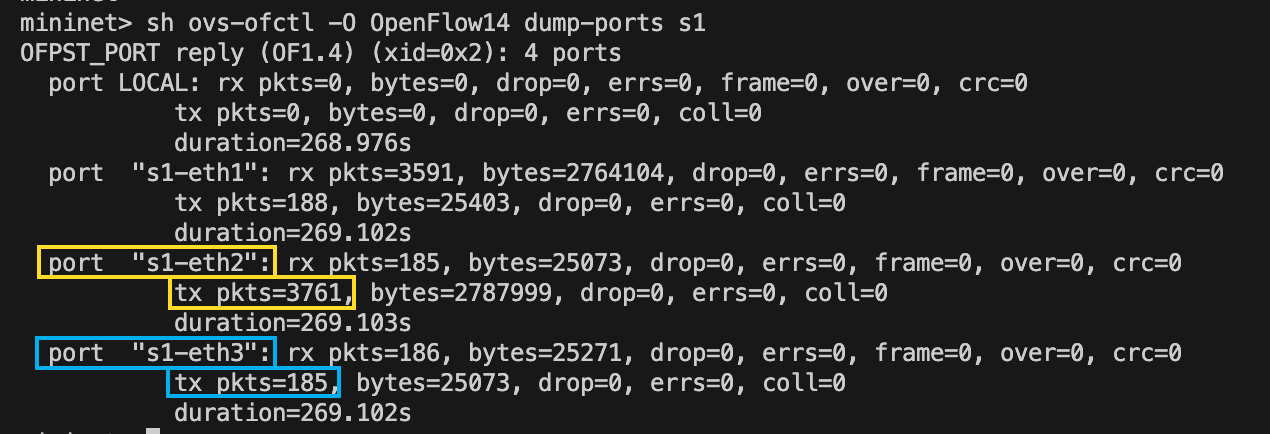 mininet> sh ovs-ofctl -O OpenFlow14 dump-ports s1
OFPST_PORT reply (OF1.4) (xid=0x2): 4 ports
  port LOCAL: rx pkts=0, bytes=0, drop=0, errs=0, frame=0, over=0, crc=0
           tx pkts=0, bytes=0, drop=0, errs=0, coll=0
           duration=268.976s
  port  "s1-eth1": rx pkts=3591, bytes=2764104, drop=0, errs=0, frame=0, over=0, crc=0
           tx pkts=188, bytes=25403, drop=0, errs=0, coll=0
           duration=269.102s
  port  "s1-eth2": rx pkts=185, bytes=25073, drop=0, errs=0, frame=0, over=0, crc=0
           tx pkts=3761, bytes=2787999, drop=0, errs=0, coll=0
           duration=269.103s
  port  "s1-eth3": rx pkts=186, bytes=25271, drop=0, errs=0, frame=0, over=0, crc=0
           tx pkts=185, bytes=25073, drop=0, errs=0, coll=0
           duration=269.102s